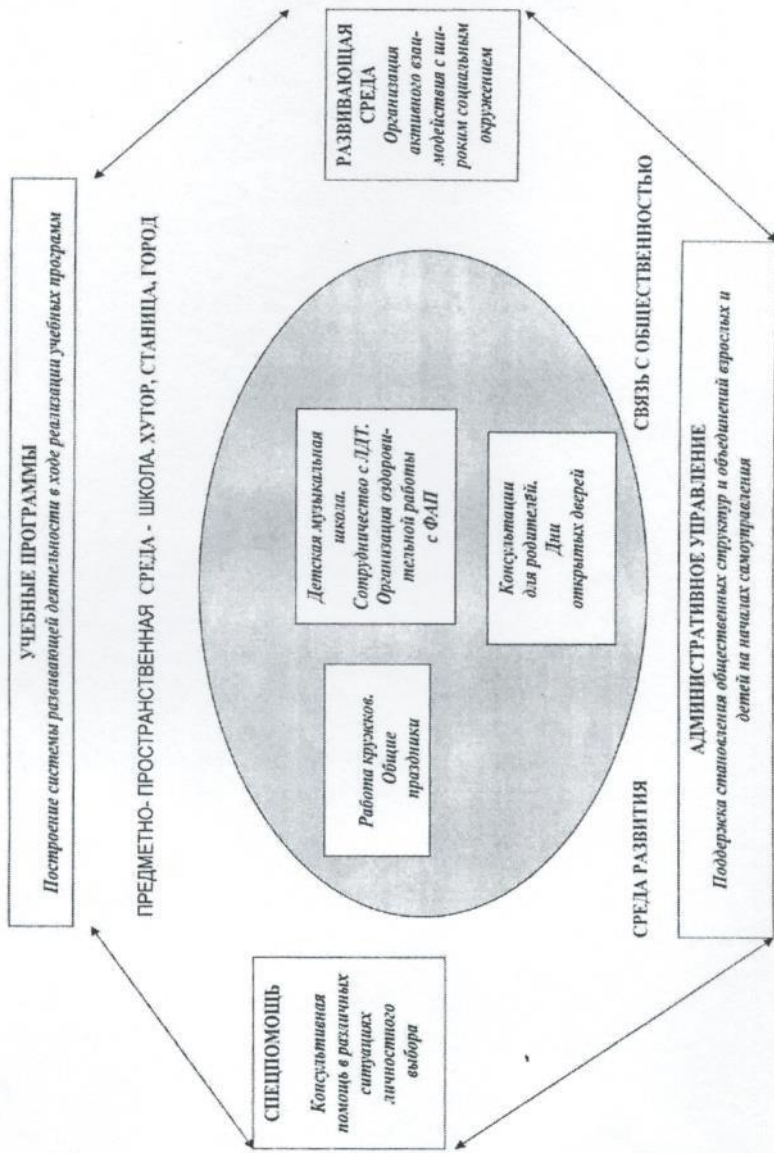 УЧЕБНЫЕ ПРОГРАММЫ
Построение системы развивающей деятельности в ходе реализации учебных программ
ПРЕДМЕТНО- ПРОСТРАНСТВЕННАЯ СРЕДА - ШКОЛА. ХУТОР, СТАНИЦА, ГОРОД
СПЕЦПОМОЩЬ
Консультивная
помощь в различных
ситуациях
личностного
выбора
Работа кружков.
Общие
праздники
Детская музыкальная
школа.
Сотрудничество с ЛДТ.
Организация оздорови-
тельной работы
с ФАП
Консультации
для родителей.
Дни
открытых дверей
РАЗВИВАЮЩАЯ
СРЕДА
Организация
активного взаи-
модействия с ши-
роким социальным
окружением
СРЕДА РАЗВИТИЯ
СВЯЗЬ С ОБЩЕСТВЕННОСТЬЮ
АДМИНИСТРАТИВНОЕ УПРАВЛЕНИЕ
Поддержка становления общественных структур и объединений взрослых и
детей на началах самоуправления